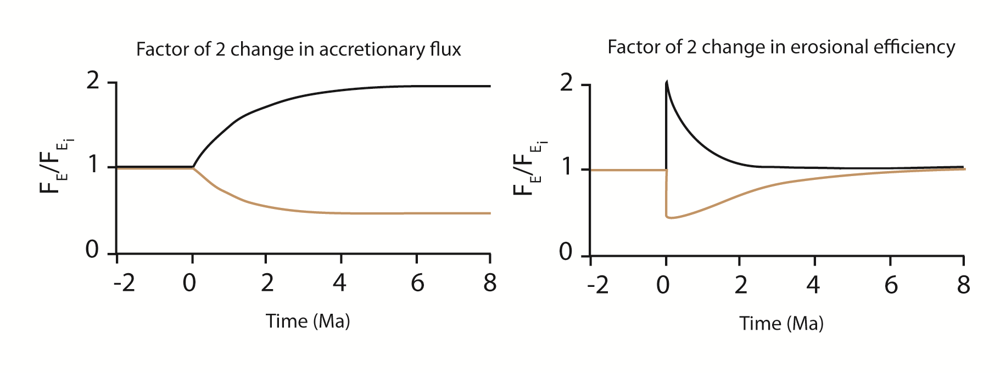 Factor of 2 change in accretionary flux
2
1
0
F_E/F_E_i
-2 0 2 4 6 8
Time (Ma)
Factor of 2 change in erosional efficiency
2
1
0
F_E/F_E_i
-2 0 2 4 6 8
Time (Ma)